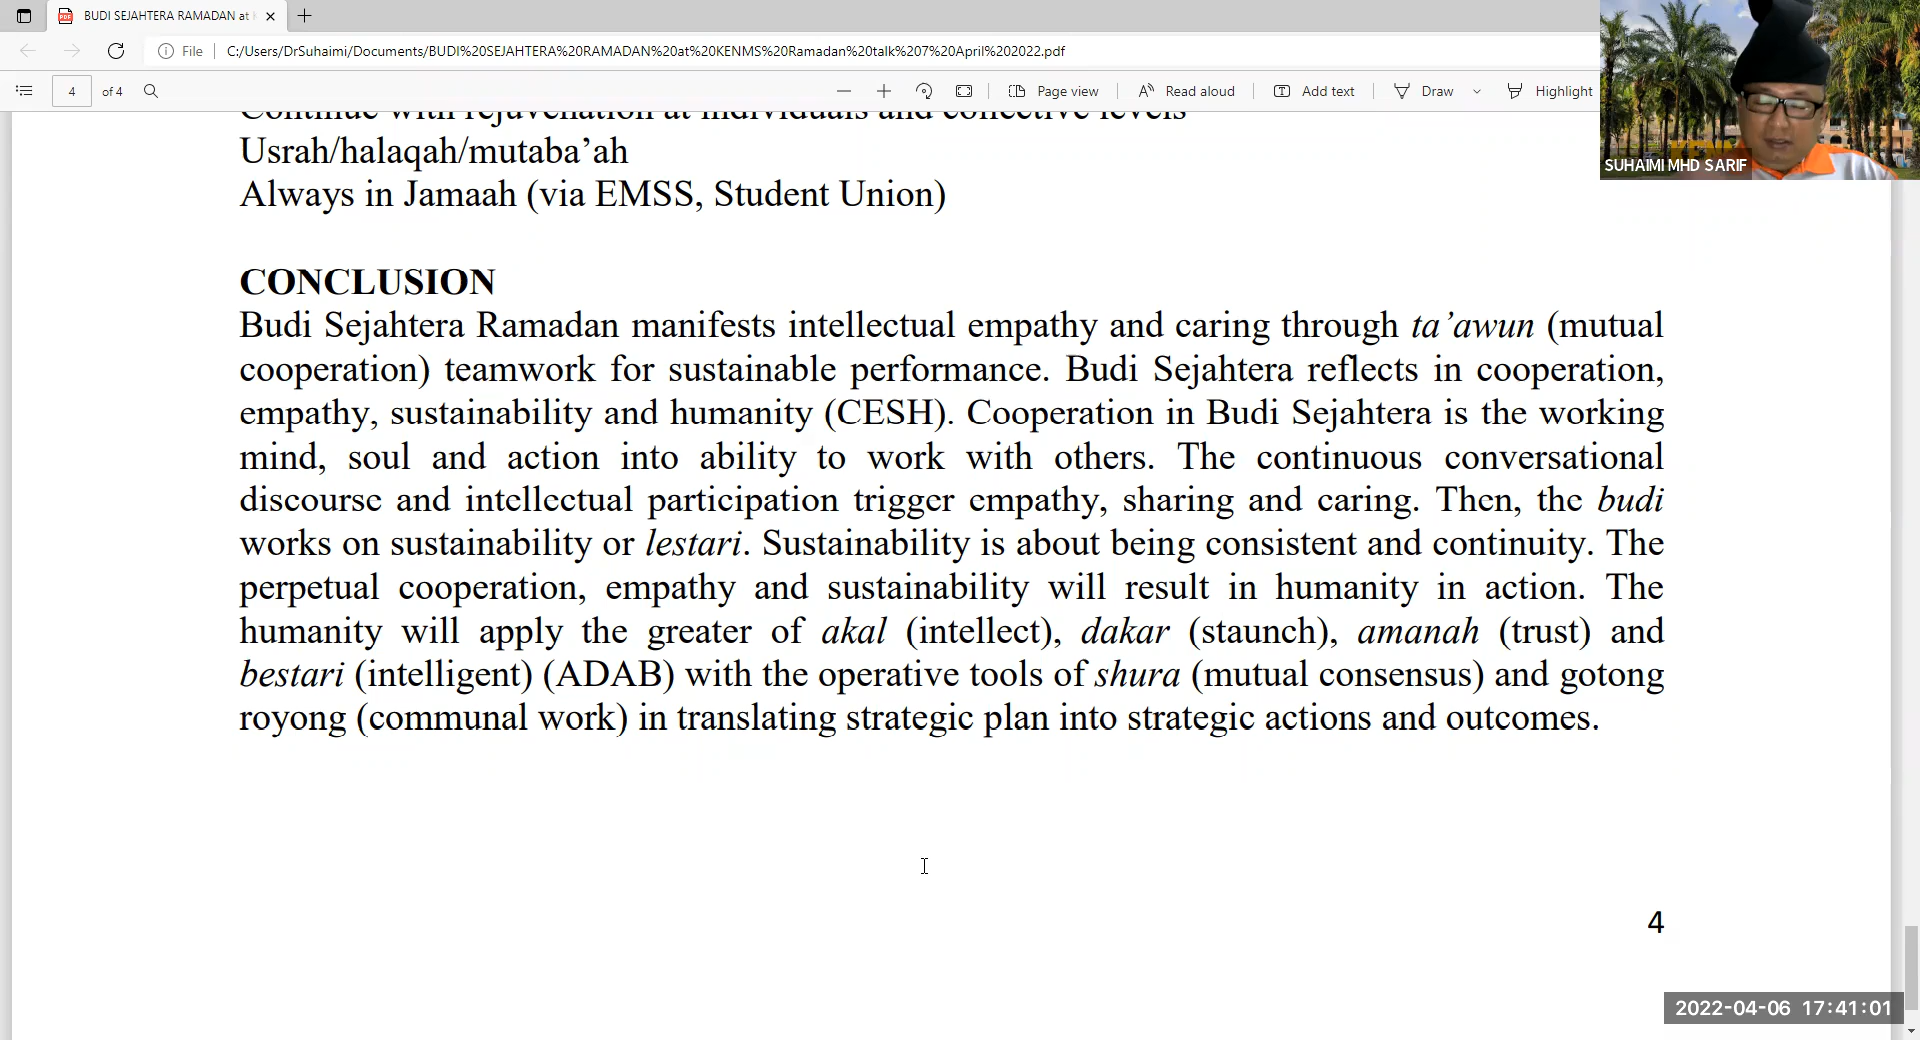 BUDI SEJAHTERA RAMADAN at
File C:/Users/DrSuhaimi/Documents/BUDI%20SEJAHTERA%20RAMADAN%20at%20KENMS%20Ramadan%20talk%207%20April%202022.pdf
4 of 4 Page view Read aloud Add text Draw Highlight
SUHAIMI MHD SARIF
Continue with rejuvenation at individuals and collective levels
Usrah/halaqah/mutaba’ah
Always in Jamaah (via EMSS, Student Union)
CONCLUSION
Budi Sejahtera Ramadan manifests intellectual empathy and caring through ta’awun (mutual
cooperation) teamwork for sustainable performance. Budi Sejahtera reflects in cooperation,
empathy, sustainability and humanity (CESH). Cooperation in Budi Sejahtera is the working
mind, soul and action into ability to work with others. The continuous conversational
discourse and intellectual participation trigger empathy, sharing and caring. Then, the budi
works on sustainability or lestari. Sustainability is about being consistent and continuity. The
perpetual cooperation, empathy and sustainability will result in humanity in action. The
humanity will apply the greater of akal (intellect), dakar (staunch), amanah (trust) and
bestari (intelligent) (ADAB) with the operative tools of shura (mutual consensus) and gotong
royong (communal work) in translating strategic plan into strategic actions and outcomes.
4
2022-04-06 17:41:01